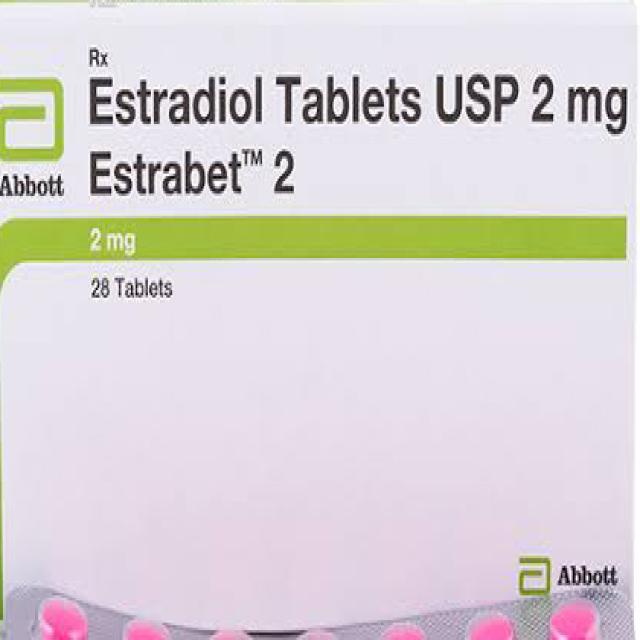 Rx
Estradiol Tablets USP 2 mg
Abbott
Estrabet™ 2
2 mg
28 Tablets
Abbott